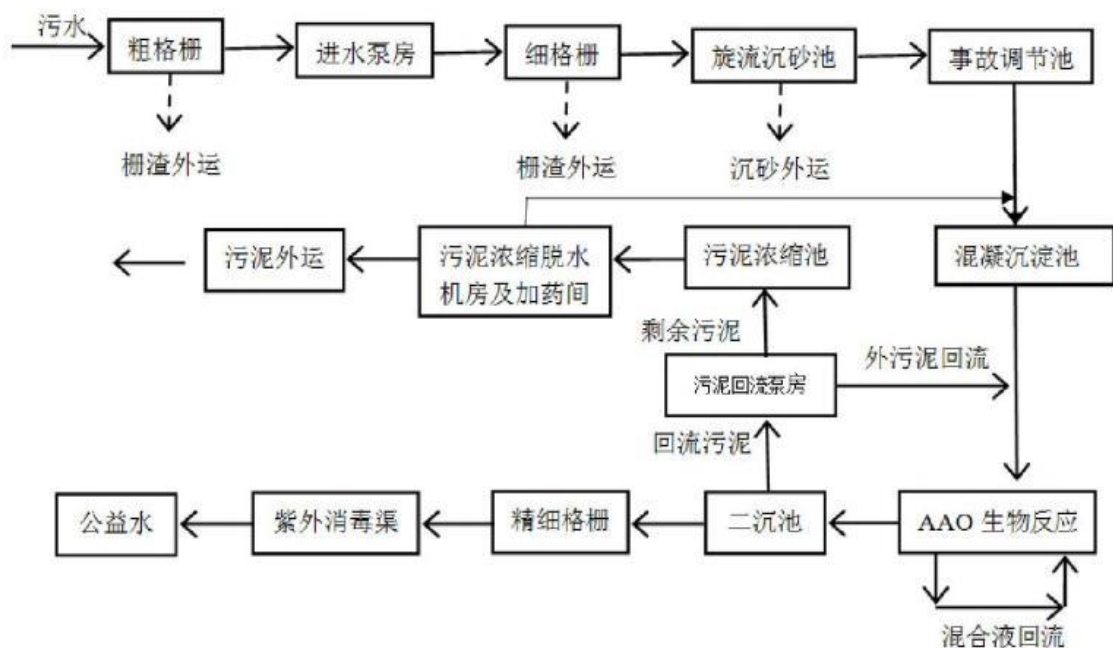 污水
粗格栅
进水泵房
细格栅
旋流沉砂池
事故调节池
栅渣外运
栅渣外运
沉砂外运
污泥外运
污泥浓缩脱水
机房及加药间
污泥浓缩池
混凝沉淀池
剩余污泥
外污泥回流
污泥回流泵房
回流污泥
公益水
紫外消毒渠
精细格栅
二沉池
AAO 生物反应
混合液回流